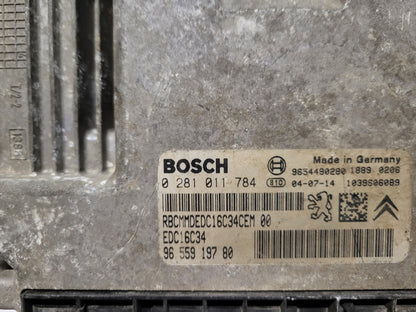 BOSCH
Made in Germany
9634490280 1889 0206
0 281 011 784
04-07-14
1039S06089
RBCMMDEDC16C34CEM 00
EDC16C34
96 559 197 80